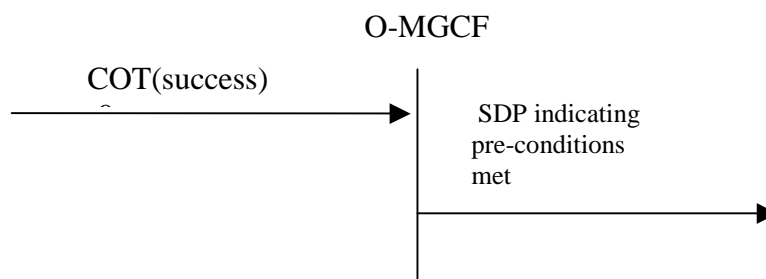 O-MGCF
COT(success)
SDP indicating
pre-conditions
met